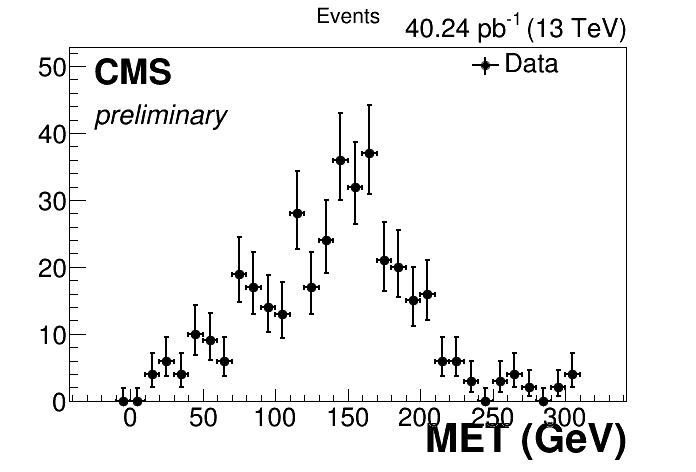 Events
40.24 pb-1 (13 TeV)
CMS
preliminary
Data
50
40
30
20
10
0
0 50 100 150 200 250 300
MET (GeV)